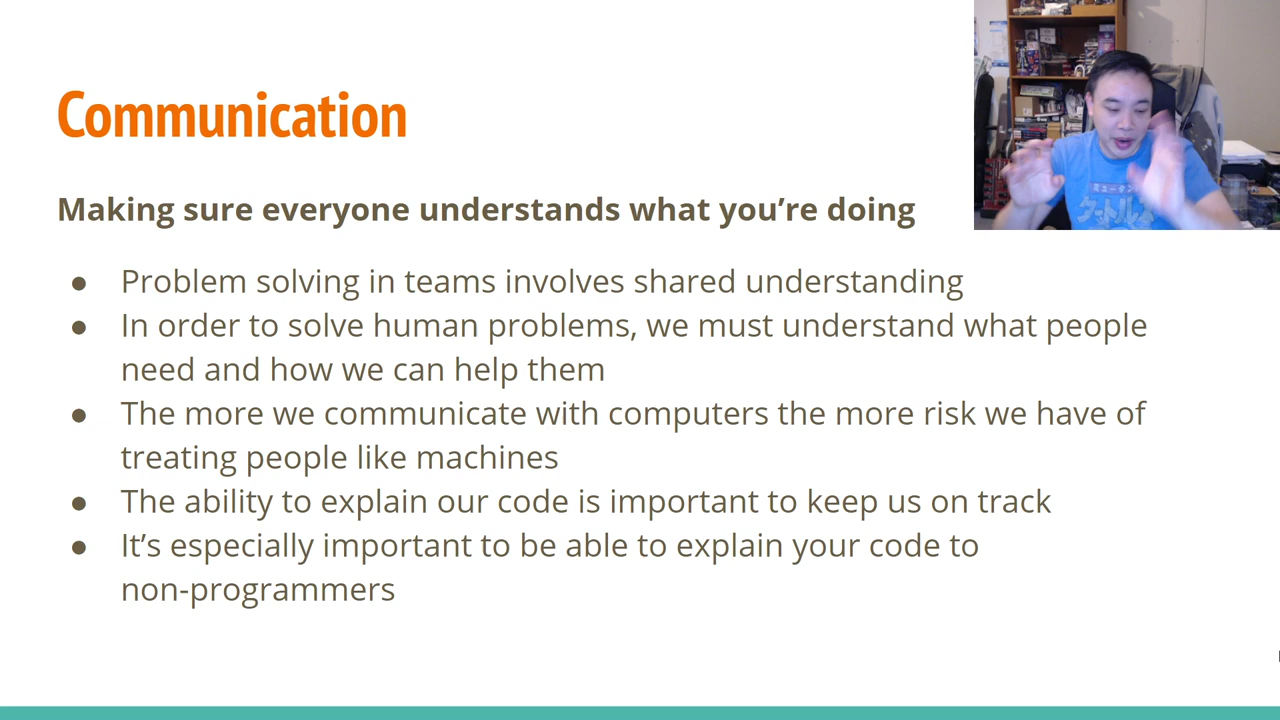 Communication
Making sure everyone understands what you're doing
● Problem solving in teams involves shared understanding
● In order to solve human problems, we must understand what people
need and how we can help them
● The more we communicate with computers the more risk we have of
treating people like machines
● The ability to explain our code is important to keep us on track
● It's especially important to be able to explain your code to
non-programmers